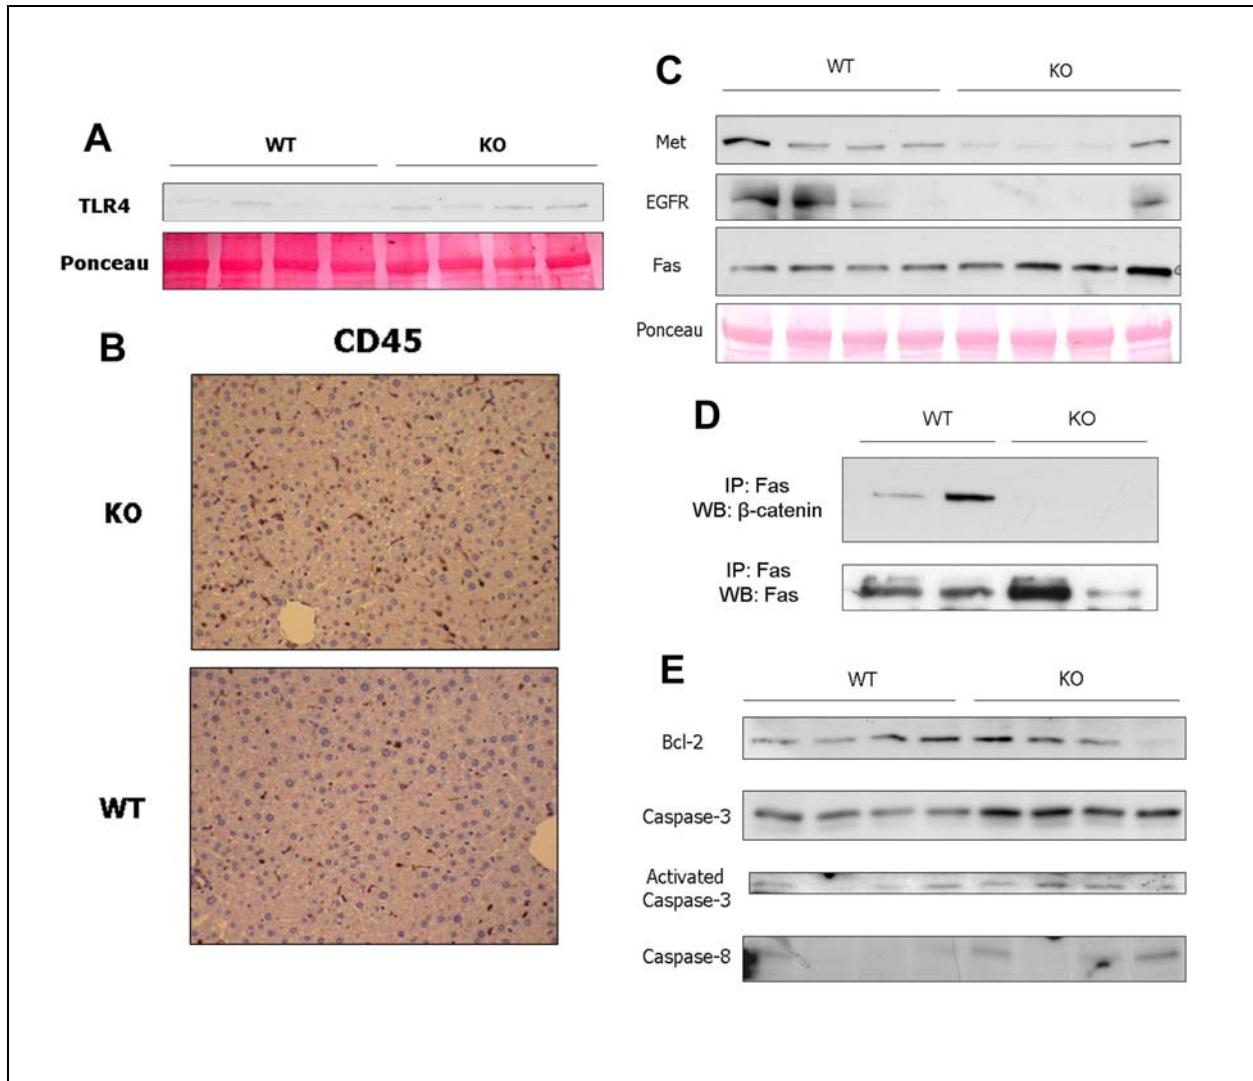 A
WT
KO
TLR4
Ponceau
B
CD45
KO
WT
C
WT
KO
Met
EGFR
Fas
Ponceau
D
WT
KO
IP: Fas
WB: β-catenin
IP: Fas
WB: Fas
E
WT
KO
Bcl-2
Caspase-3
Activated
Caspase-3
Caspase-8